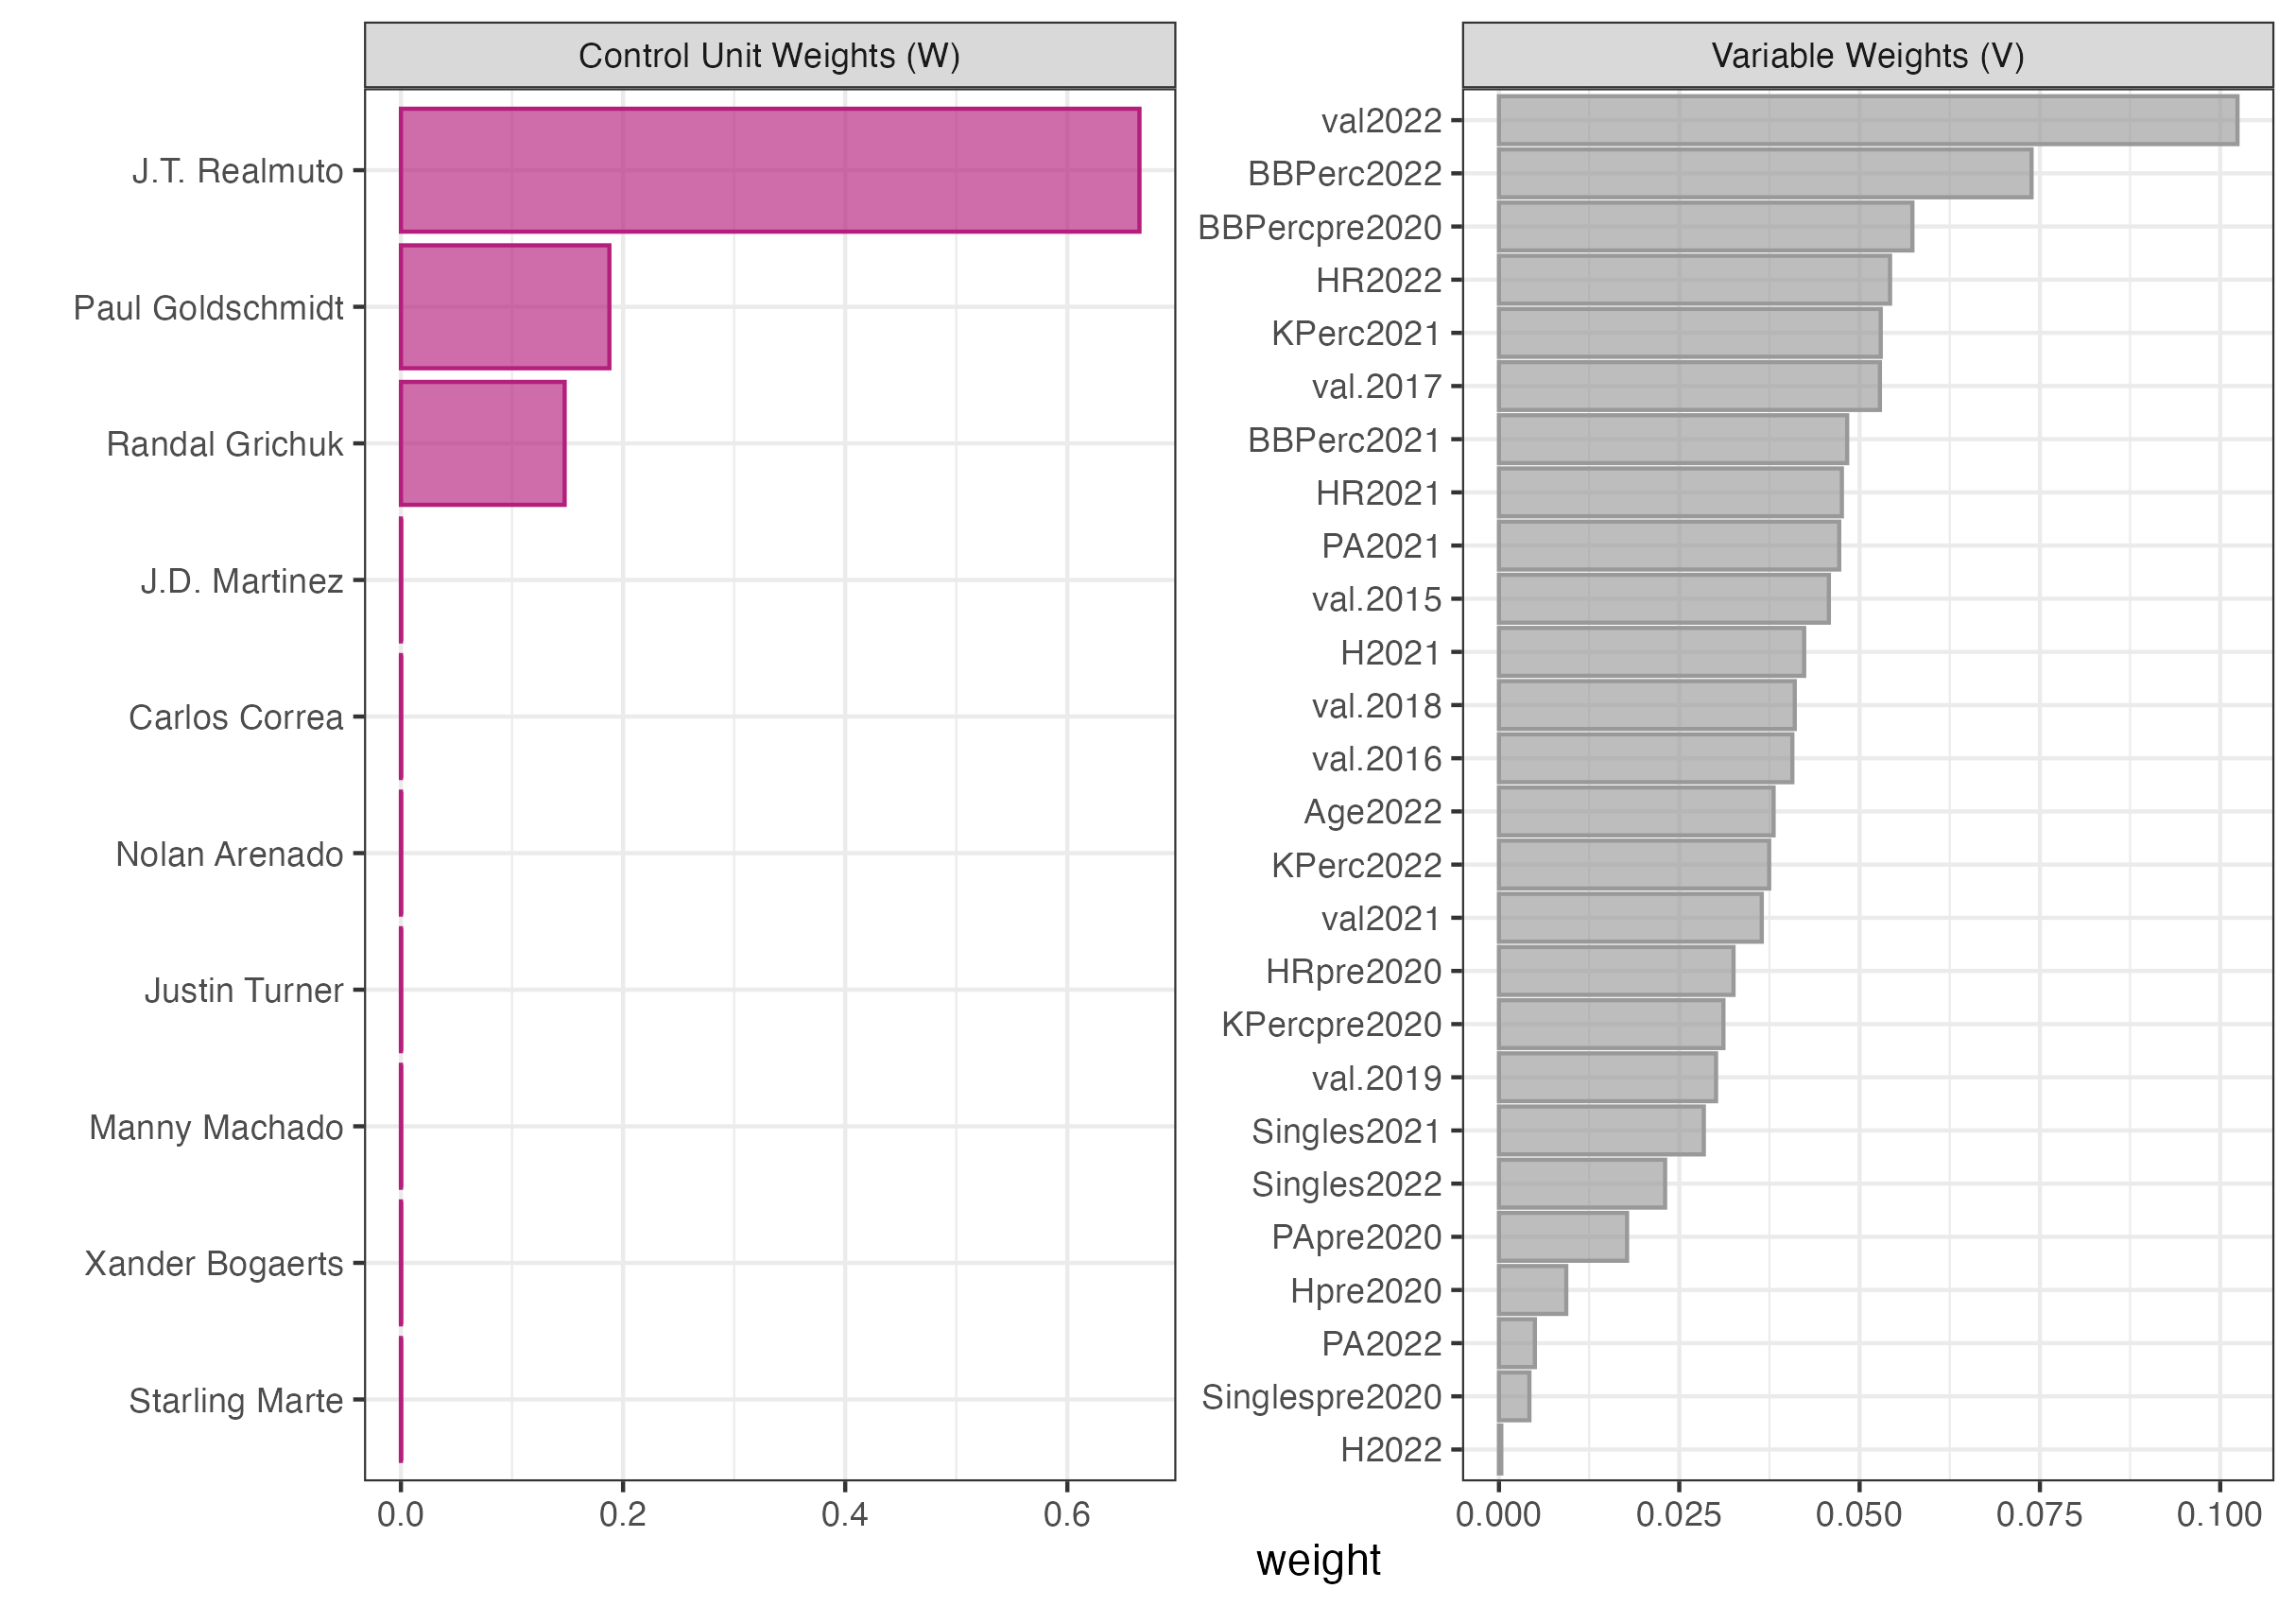 Control Unit Weights (W)
J.T. Realmuto
Paul Goldschmidt
Randal Grichuk
J.D. Martinez
Carlos Correa
Nolan Arenado
Justin Turner
Manny Machado
Xander Bogaerts
Starling Marte
0.0 0.2 0.4 0.6
Variable Weights (V)
val2022
BBPerc2022
BBPercpre2020
HR2022
KPerc2021
val.2017
BBPerc2021
HR2021
PA2021
val.2015
H2021
val.2018
val.2016
Age2022
KPerc2022
val2021
HRpre2020
KPercpre2020
val.2019
Singles2021
Singles2022
PApre2020
Hpre2020
PA2022
Singlespre2020
H2022
0.000 0.025 0.050 0.075 0.100
weight